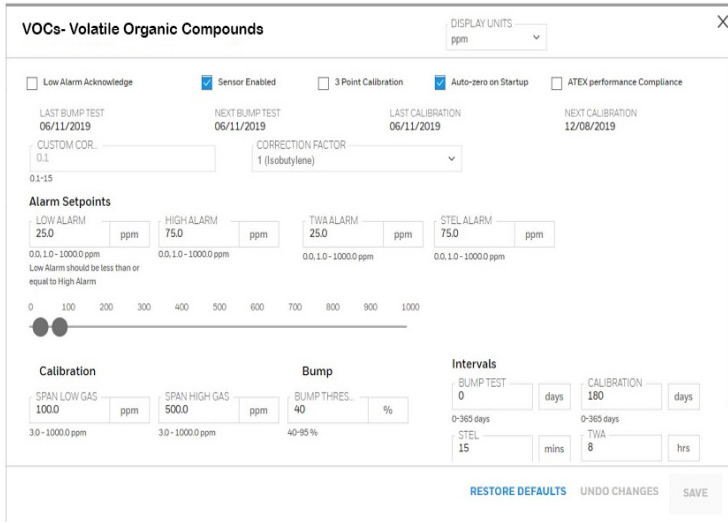 VOCs- Volatile Organic Compounds
DISPLAY UNITS
ppm
X
Low Alarm Acknowledge
Sensor Enabled
3 Point Calibration
Auto-zero on Startup
ATEX performance Compliance
LAST BUMP TEST
06/11/2019
NEXT BUMP TEST
06/11/2019
LAST CALIBRATION
06/11/2019
NEXT CALIBRATION
12/08/2019
CUSTOM COR...
0.1
0.1-15
CORRECTION FACTOR
1 (Isobutylene)
Alarm Setpoints
LOW ALARM
25.0 ppm
0.0, 1.0 - 1000.0 ppm
Low Alarm should be less than or
equal to High Alarm
HIGH ALARM
75.0 ppm
0.0, 1.0 - 1000.0 ppm
TWA ALARM
25.0 ppm
0.0, 1.0 - 1000.0 ppm
STEL ALARM
75.0 ppm
0.0, 1.0 - 1000.0 ppm
0 100 200 300 400 500 600 700 800 900 1000
Calibration
SPAN LOW GAS
100.0 ppm
3.0 - 1000.0 ppm
SPAN HIGH GAS
500.0 ppm
3.0 - 1000.0 ppm
Bump
BUMP THRES...
40 %
40-95 %
Intervals
BUMP TEST
0 days
0-365 days
CALIBRATION
180 days
0-365 days
STEL
15 mins
TWA
8 hrs
RESTORE DEFAULTS UNDO CHANGES SAVE